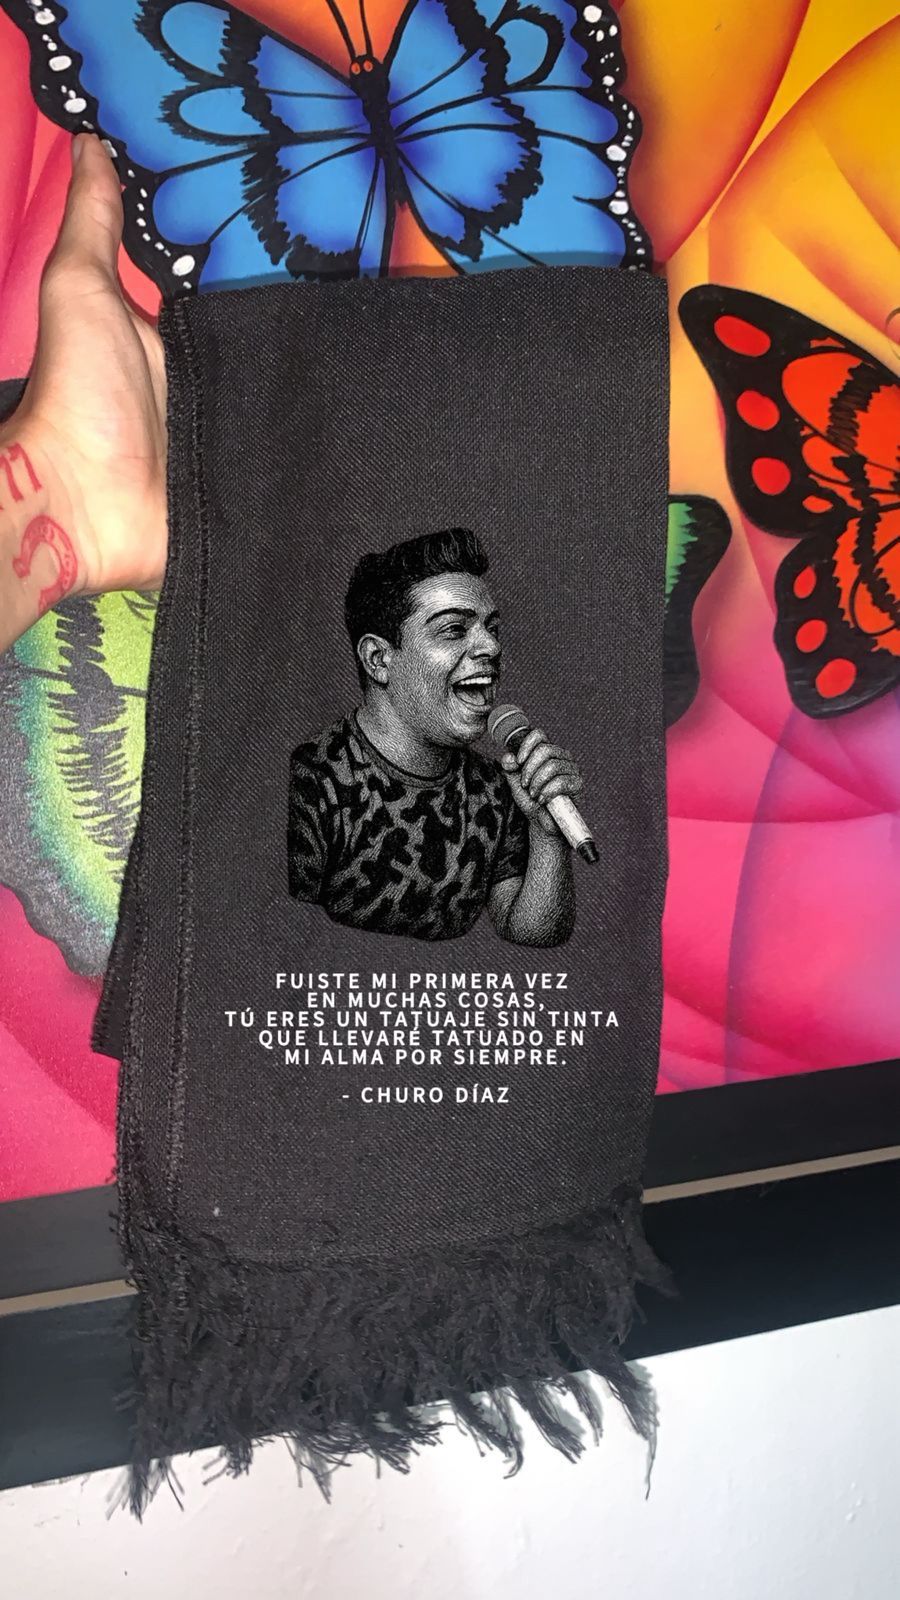 FUISTE MI PRIMERA VEZ
EN MUCHAS COSAS,
TÚ ERES UN TATUAJE SIN TINTA
QUE LLEVARÉ TATUADO EN
MI ALMA POR SIEMPRE.
- CHURO DÍAZ